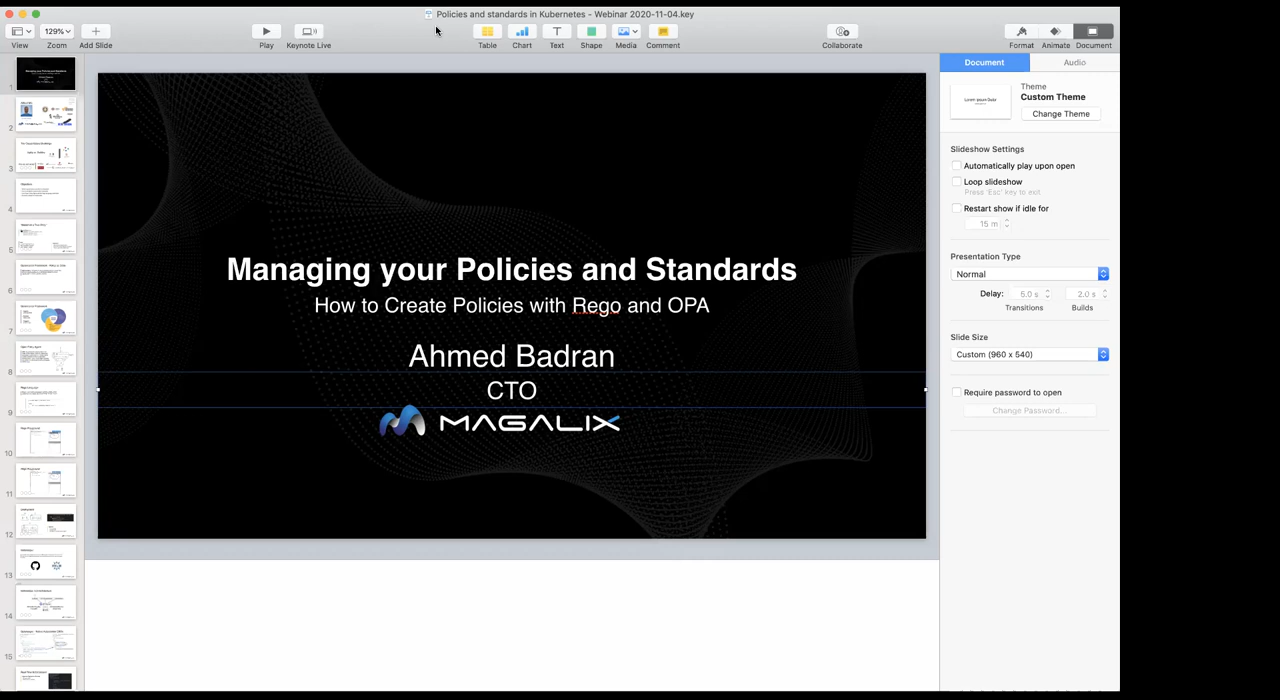 Policies and standards in Kubernetes - Webinar 2020-11-04.key
129%
View
Zoom
Add Slide
Play
Keynote Live
Table
Chart
Text
Shape
Media
Comment
Collaborate
Format
Animate
Document
1
2
3
4
5
6
7
8
9
10
11
12
13
14
15
Managing your Policies and Standards
How to Create Policies with Rego and OPA
Ahmed Badran
CTO
MAGALIX
Document
Audio
Theme
Custom Theme
Change Theme
Slideshow Settings
Automatically play upon open
Loop slideshow
Press 'Esc' key to exit
Restart show if idle for
15 m
Presentation Type
Normal
Delay: 5.0 s 2.0 s
Transitions Builds
Slide Size
Custom (960 x 540)
Require password to open
Change Password...